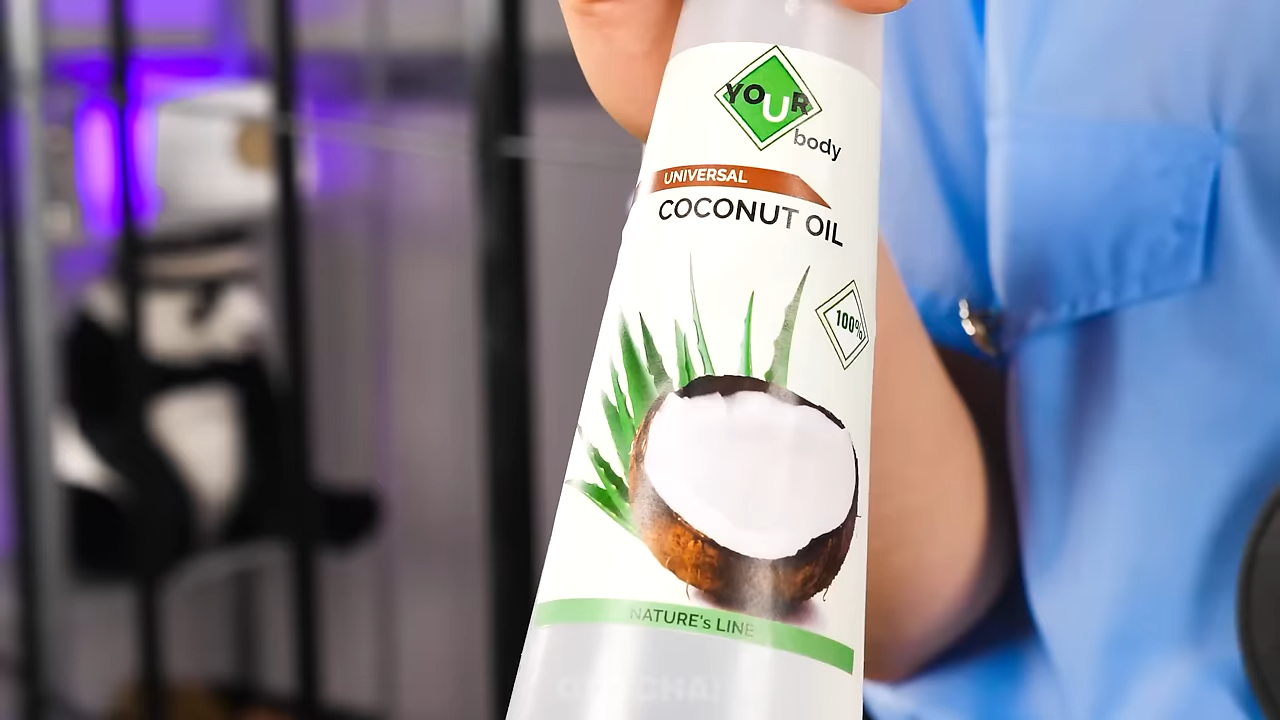 YOUR
body
UNIVERSAL
COCONUT OIL
100%
NATURE's LINE